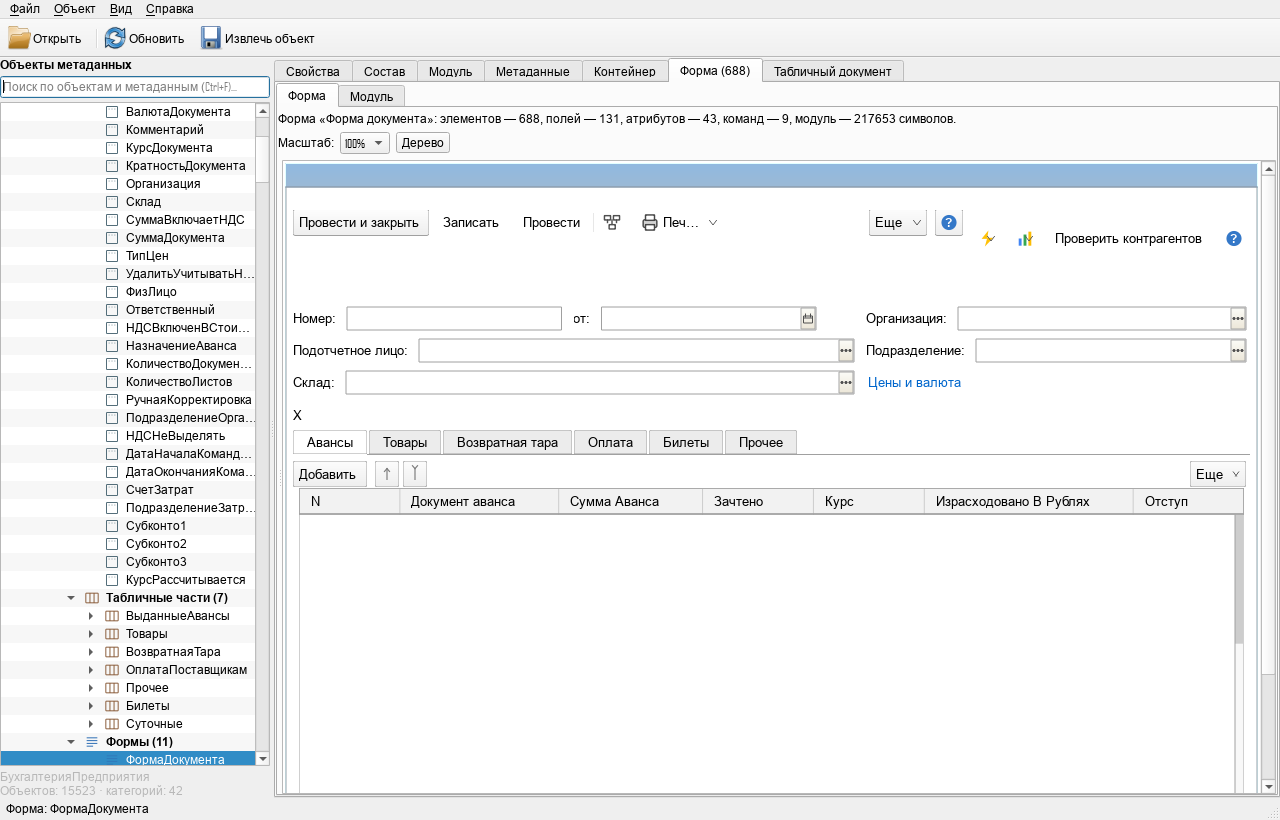 Файл Объект Вид Справка
Открыть Обновить Извлечь объект
Объекты метаданных
Поиск по объектам и метаданным (Ctrl+F)...
ВалютаДокумента
Комментарий
КурсДокумента
КратностьДокумента
Организация
Склад
СуммаВключаетНДС
СуммаДокумента
ТипЦен
УдалитьУчитыватьН…
ФизЛицо
Ответственный
НДСВключенВСтои…
НазначениеАванса
КоличествоДокумен…
КоличествоЛистов
РучнаяКорректировка
ПодразделениеОрга…
НДСНеВыделять
ДатаНачалаКоманд…
ДатаОкончанияКома…
СчетЗатрат
ПодразделениеЗатр…
Субконто1
Субконто2
Субконто3
КурсРассчитывается
Табличные части (7)
ВыданныеАвансы
Товары
ВозвратнаяТара
ОплатаПоставщикам
Прочее
Билеты
Суточные
Формы (11)
ФормаДокумента
БухгалтерияПредприятия
Объектов: 15523 · категорий: 42
Свойства Состав Модуль Метаданные Контейнер Форма (688) Табличный документ
Форма Модуль
Форма «Форма документа»: элементов — 688, полей — 131, атрибутов — 43, команд — 9, модуль — 217653 символов.
Масштаб: 100% Дерево
Провести и закрыть Записать Провести Печ… Еще ?
Проверить контрагентов ?
Номер: от: Организация:
Подотчетное лицо: Подразделение:
Склад: Цены и валюта
X
Авансы Товары Возвратная тара Оплата Билеты Прочее
Добавить Еще
N Документ аванса Сумма Аванса Зачтено Курс Израсходовано В Рублях Отступ
Форма: ФормаДокумента